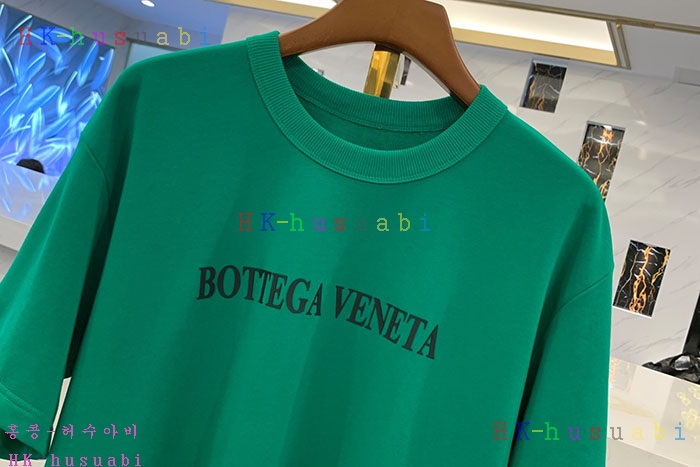 HK-husuabi
HK-husuabi
BOTTEGA VENETA
홍콩-허수아비
HK husuabi
HK-husuabi